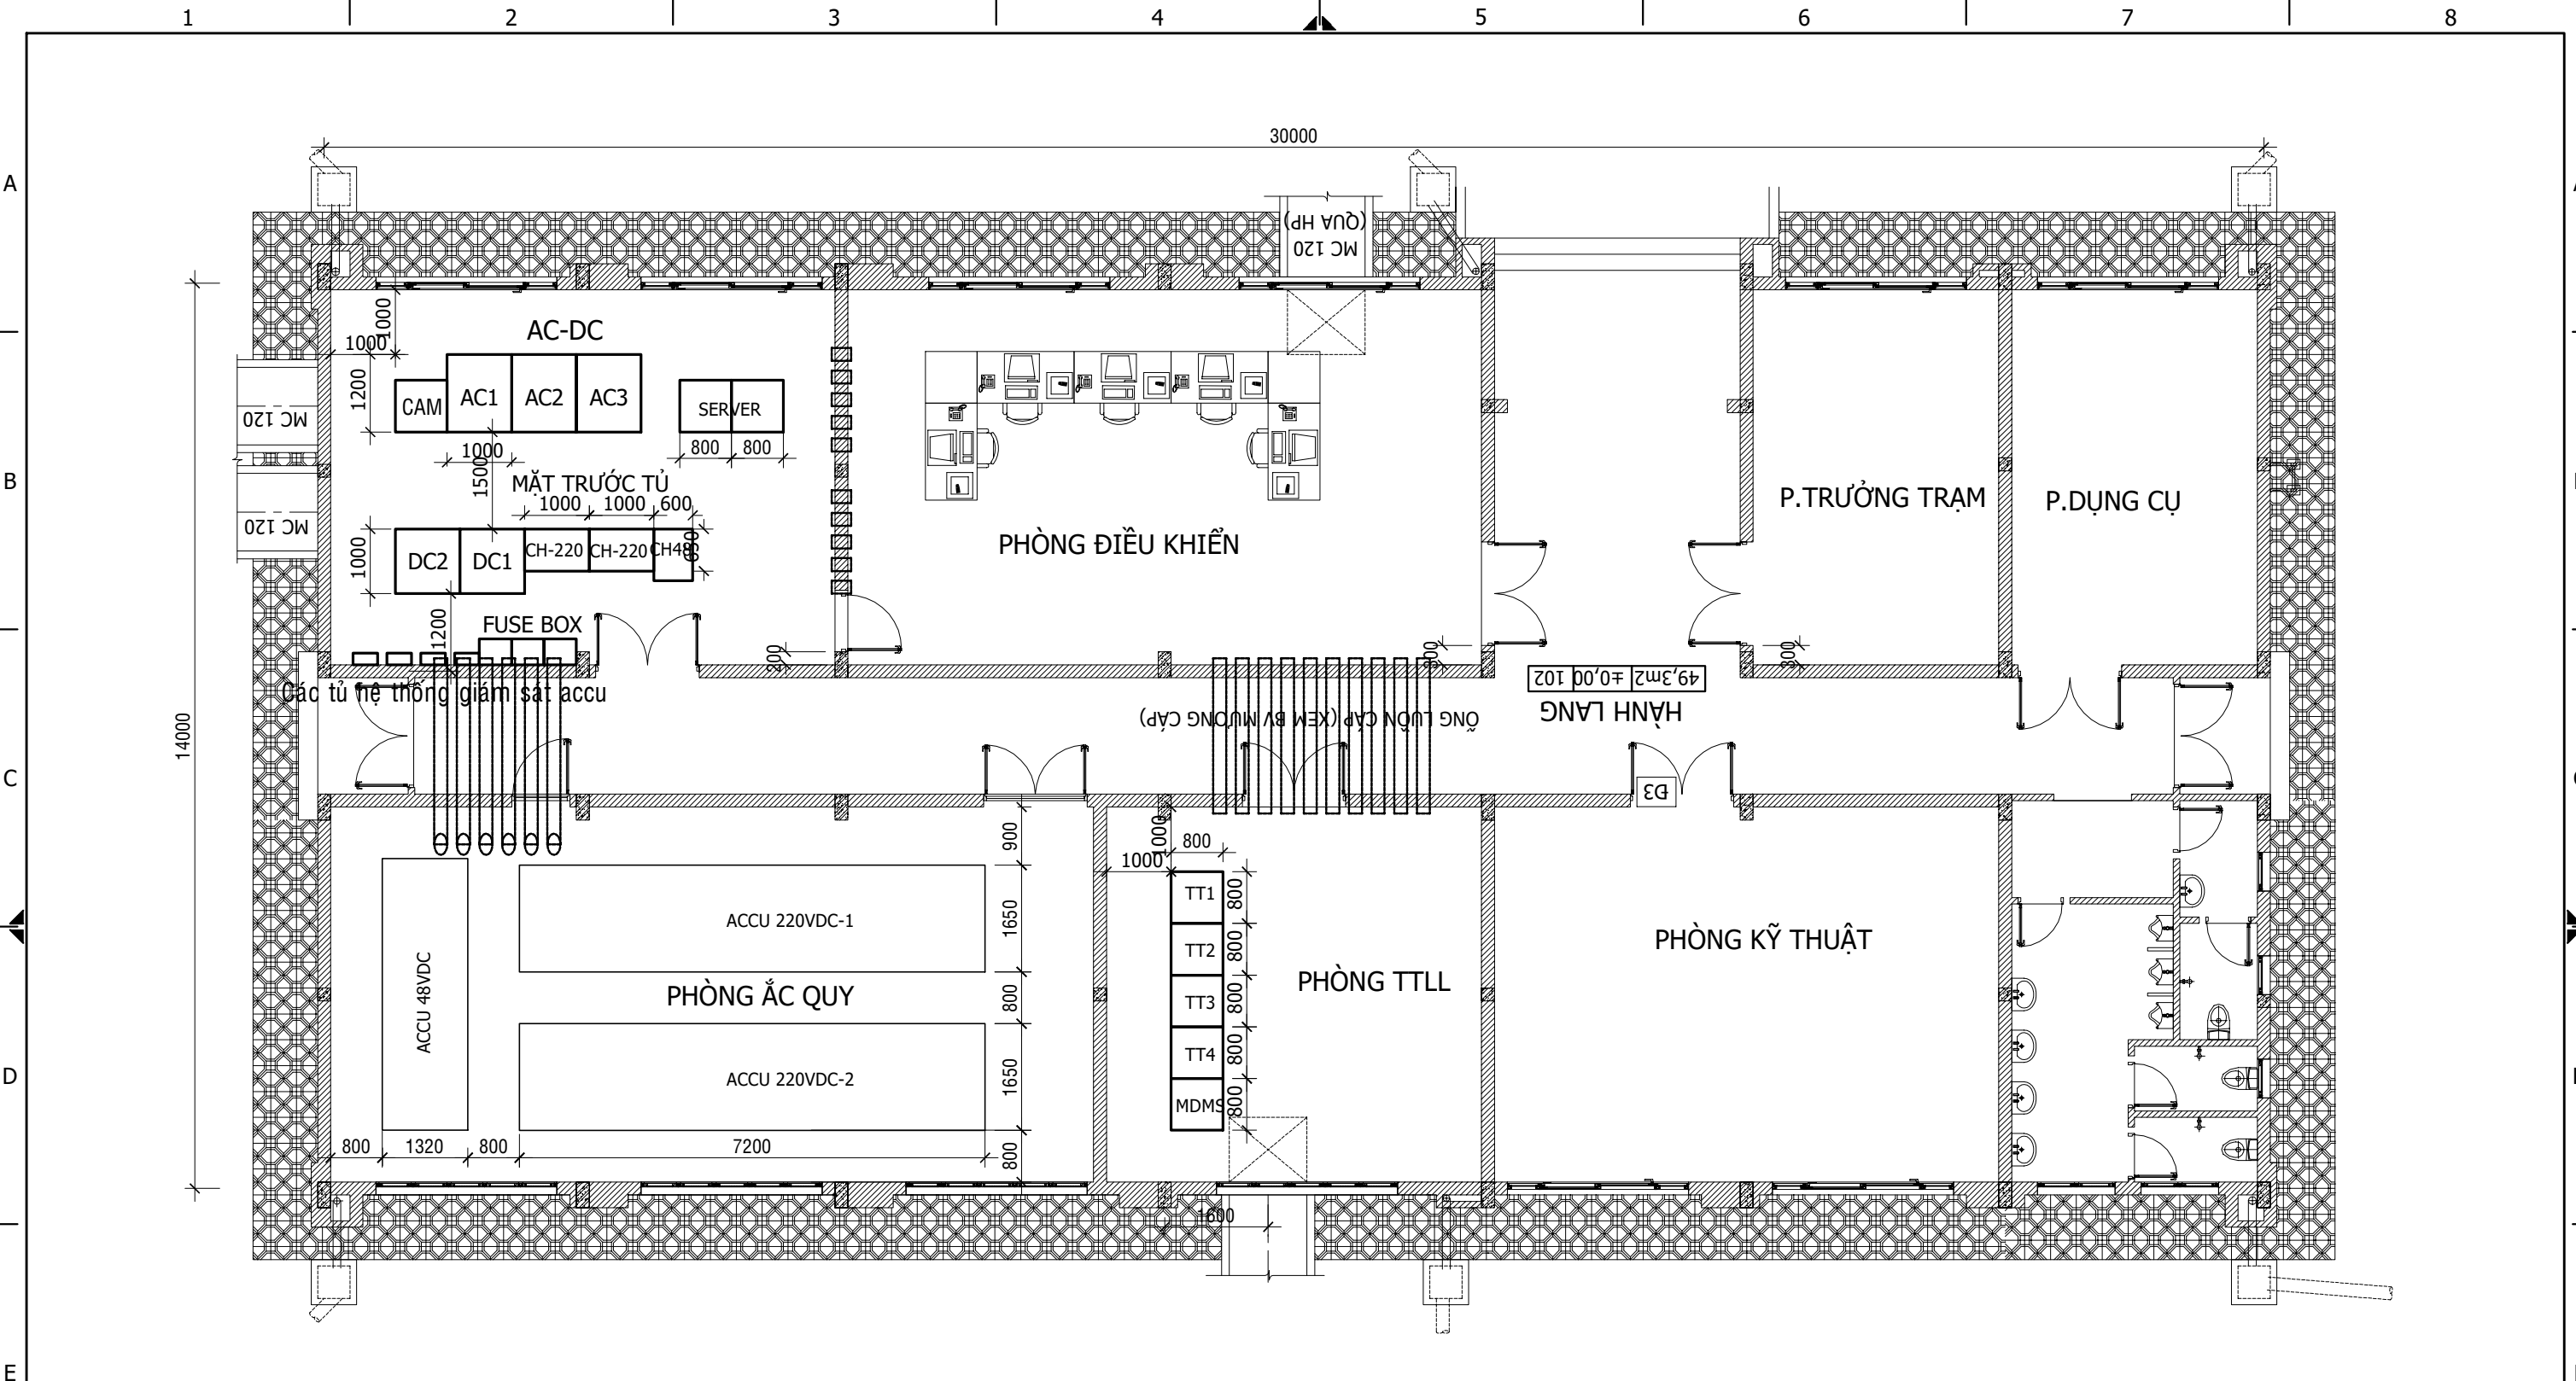 1 2 3 4 5 6 7 8
30000
A
(QUA HP)
MC 120
1000
AC-DC
1000
1200
CAM
AC1
AC2
AC3
SERVER
MC 120
1000
800
800
B
1500
MẶT TRƯỚC TỦ
1000
1000
600
P.TRƯỞNG TRẠM
P.DỤNG CỤ
MC 120
PHÒNG ĐIỀU KHIỂN
1000
DC2
DC1
CH-220
CH-220
CH48
650
1200
FUSE BOX
200
300
300
Các tủ hệ thống giám sát accu
49,3m2
±0,00
102
HÀNH LANG
ỐNG LUỒN CÁP (XEM BV MƯƠNG CÁP)
14000
C
Đ3
900
1000
800
1000
TT1
800
ACCU 220VDC-1
1650
TT2
800
PHÒNG KỸ THUẬT
ACCU 48VDC
PHÒNG ẮC QUY
800
TT3
800
PHÒNG TTLL
TT4
800
D
ACCU 220VDC-2
1650
MDMS
800
800
1320
800
7200
800
1600
E